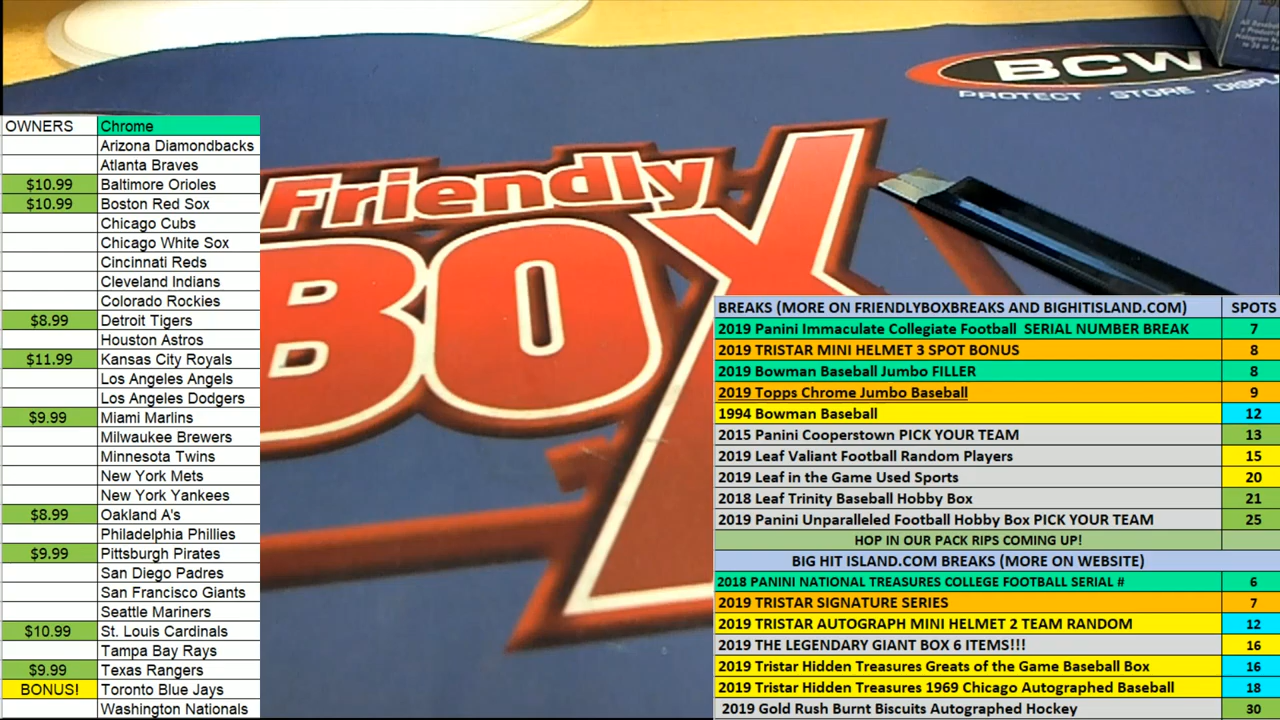 BCW
PROTECT . STORE . DISPLA
Friendly
BOX
OWNERS Chrome
Arizona Diamondbacks
Atlanta Braves
$10.99 Baltimore Orioles
$10.99 Boston Red Sox
Chicago Cubs
Chicago White Sox
Cincinnati Reds
Cleveland Indians
Colorado Rockies
$8.99 Detroit Tigers
Houston Astros
$11.99 Kansas City Royals
Los Angeles Angels
Los Angeles Dodgers
$9.99 Miami Marlins
Milwaukee Brewers
Minnesota Twins
New York Mets
New York Yankees
$8.99 Oakland A's
Philadelphia Phillies
$9.99 Pittsburgh Pirates
San Diego Padres
San Francisco Giants
Seattle Mariners
$10.99 St. Louis Cardinals
Tampa Bay Rays
$9.99 Texas Rangers
BONUS! Toronto Blue Jays
Washington Nationals
BREAKS (MORE ON FRIENDLYBOXBREAKS AND BIGHITISLAND.COM) SPOTS
2019 Panini Immaculate Collegiate Football SERIAL NUMBER BREAK 7
2019 TRISTAR MINI HELMET 3 SPOT BONUS 8
2019 Bowman Baseball Jumbo FILLER 8
2019 Topps Chrome Jumbo Baseball 9
1994 Bowman Baseball 12
2015 Panini Cooperstown PICK YOUR TEAM 13
2019 Leaf Valiant Football Random Players 15
2019 Leaf in the Game Used Sports 20
2018 Leaf Trinity Baseball Hobby Box 21
2019 Panini Unparalleled Football Hobby Box PICK YOUR TEAM 25
HOP IN OUR PACK RIPS COMING UP!
BIG HIT ISLAND.COM BREAKS (MORE ON WEBSITE)
2018 PANINI NATIONAL TREASURES COLLEGE FOOTBALL SERIAL # 6
2019 TRISTAR SIGNATURE SERIES 7
2019 TRISTAR AUTOGRAPH MINI HELMET 2 TEAM RANDOM 12
2019 THE LEGENDARY GIANT BOX 6 ITEMS!!! 16
2019 Tristar Hidden Treasures Greats of the Game Baseball Box 16
2019 Tristar Hidden Treasures 1969 Chicago Autographed Baseball 18
2019 Gold Rush Burnt Biscuits Autographed Hockey 30